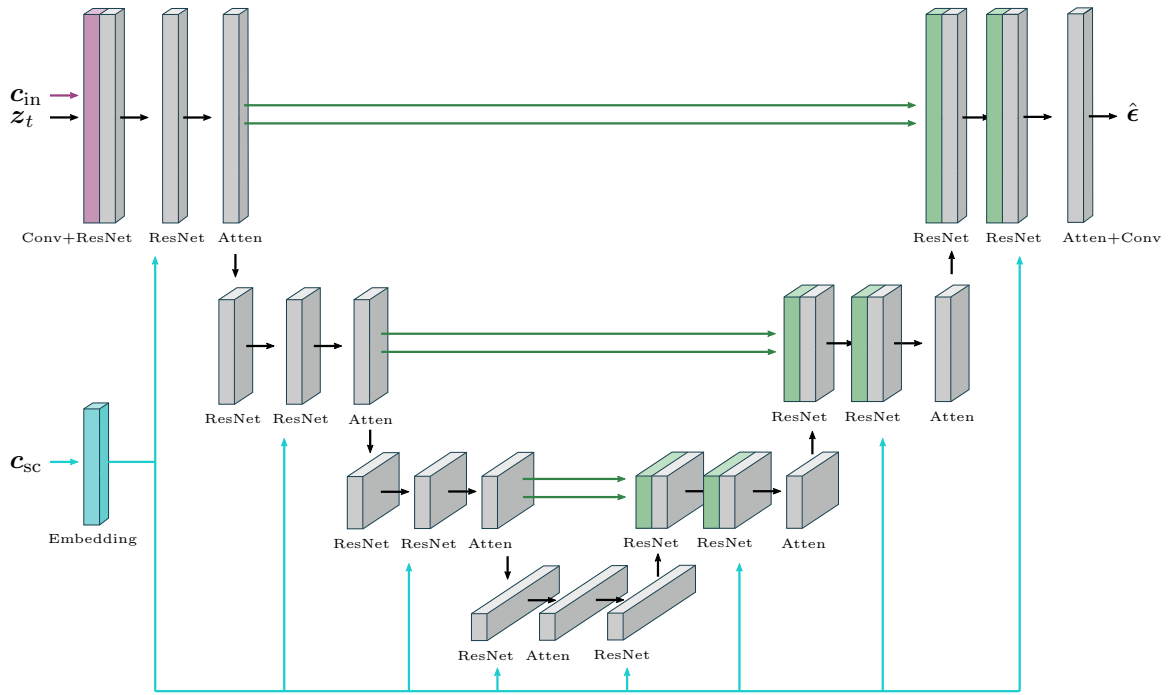 c_in
z_t
ϵ̂
Conv+ResNet ResNet Atten
ResNet ResNet Atten+Conv
ResNet ResNet Atten
ResNet ResNet Atten
c_sc
Embedding
ResNet ResNet Atten
ResNet ResNet Atten
ResNet Atten ResNet